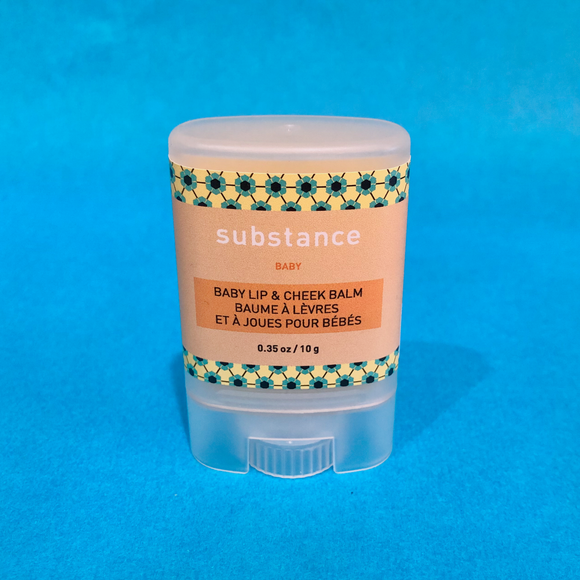 substance
BABY
BABY LIP & CHEEK BALM
BAUME À LÈVRES
ET À JOUES POUR BÉBÉS
0.35 oz / 10 g